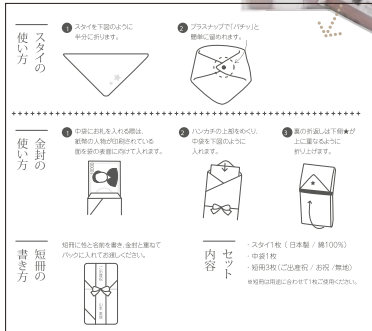 スタイの
使い方
1 スタイを下図のように
半分に折ります。
2 プラスナップで「パチッ」と
簡単に留めれます。
金封の
使い方
1 中袋にお札を入れる際は、
紙幣の人物が印刷されている
面を袋の表面に向けて入れます。
2 ハンカチの上部をめくり、
中袋を下図のように
入れます。
3 裏の折返しは下側★が
上に重なるように
折り上げます。
短冊の
書き方
短冊に姓と名前を書き、金封と重ねて
パックに入れてお渡しください。
セット
内容
・スタイ1枚（日本製 / 綿100%）
・中袋1枚
・短冊3枚（ご出産祝 / お祝 / 無地）
※短冊は用途に合わせて1枚ご使用ください。